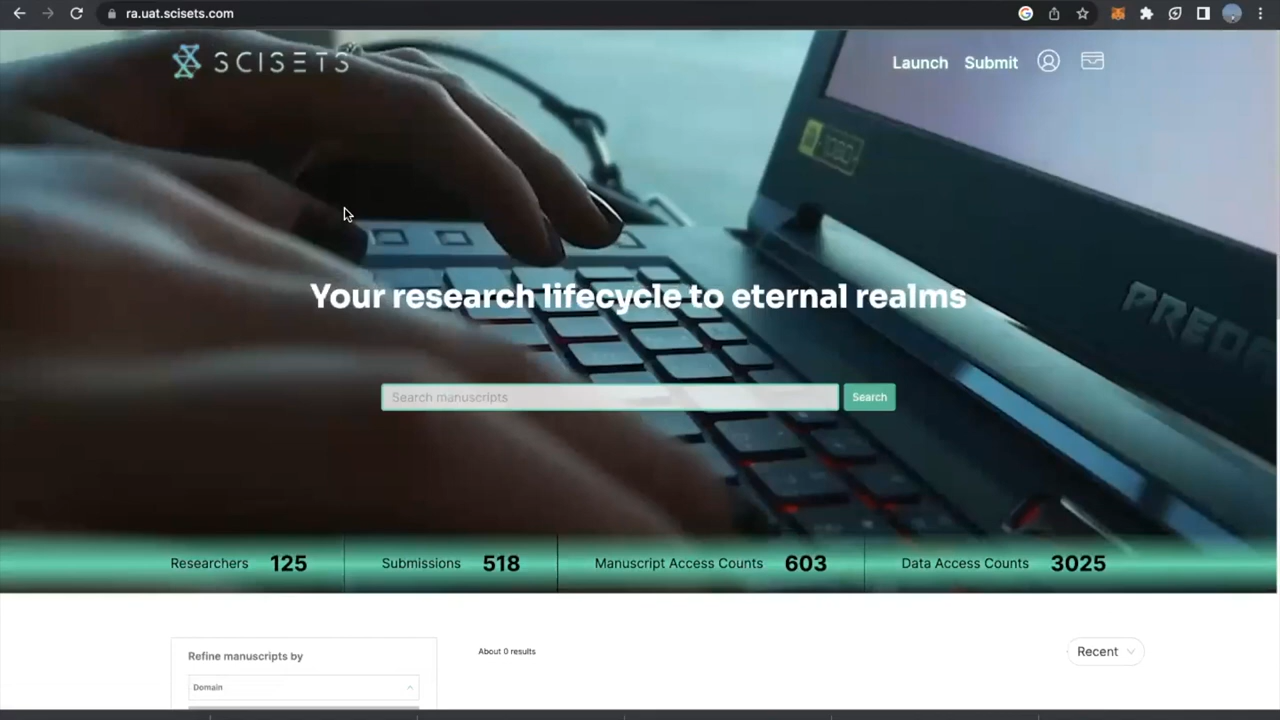 ra.uat.scisets.com
SCISETS
Launch
Submit
1080
Your research lifecycle to eternal realms
Search manuscripts
Search
Researchers 125
Submissions 518
Manuscript Access Counts 603
Data Access Counts 3025
Refine manuscripts by
About 0 results
Recent
Domain